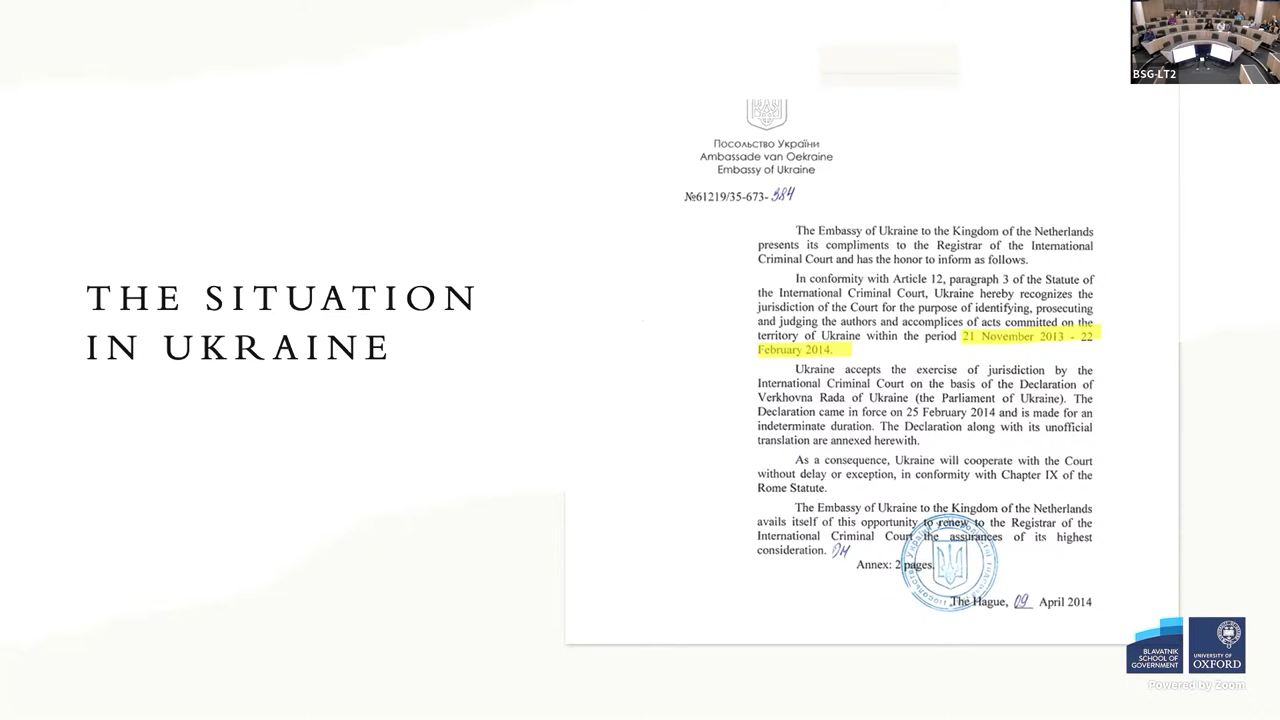 BSG-LT2
THE SITUATION
IN UKRAINE
Посольство України
Ambassade van Oekraine
Embassy of Ukraine
№61219/35-673- 384
The Embassy of Ukraine to the Kingdom of the Netherlands
presents its compliments to the Registrar of the International
Criminal Court and has the honor to inform as follows.
In conformity with Article 12, paragraph 3 of the Statute of
the International Criminal Court, Ukraine hereby recognizes the
jurisdiction of the Court for the purpose of identifying, prosecuting
and judging the authors and accomplices of acts committed on the
territory of Ukraine within the period 21 November 2013 - 22
February 2014.
Ukraine accepts the exercise of jurisdiction by the
International Criminal Court on the basis of the Declaration of
Verkhovna Rada of Ukraine (the Parliament of Ukraine). The
Declaration came in force on 25 February 2014 and is made for an
indeterminate duration. The Declaration along with its unofficial
translation are annexed herewith.
As a consequence, Ukraine will cooperate with the Court
without delay or exception, in conformity with Chapter IX of the
Rome Statute.
The Embassy of Ukraine to the Kingdom of the Netherlands
avails itself of this opportunity to renew to the Registrar of the
International Criminal Court the assurances of its highest
consideration.
Annex: 2 pages.
The Hague, 09 April 2014
BLAVATNIK
SCHOOL OF
GOVERNMENT
UNIVERSITY OF
OXFORD
Powered by Zoom